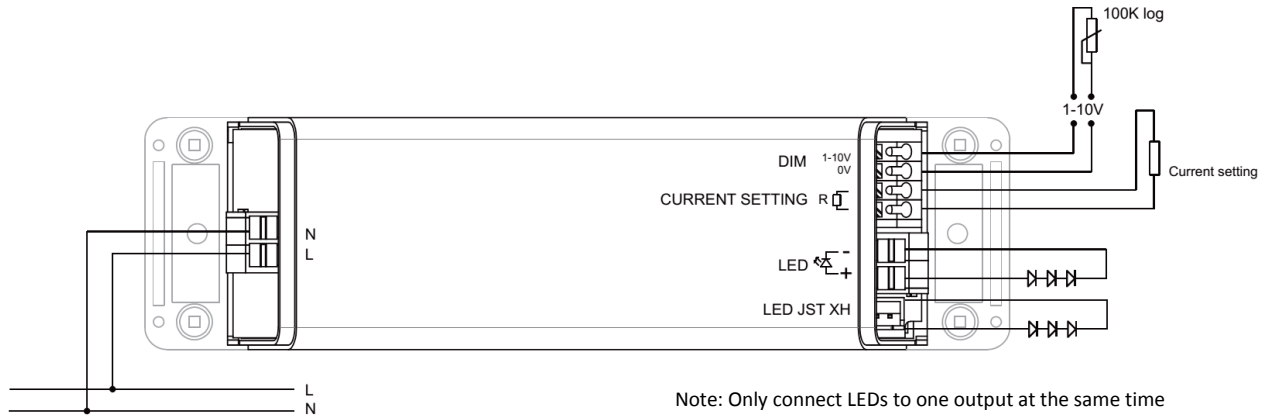 100K log
1-10V
DIM 1-10V
0V
CURRENT SETTING R
Current setting
N
L
LED - +
LED JST XH
L
N
Note: Only connect LEDs to one output at the same time